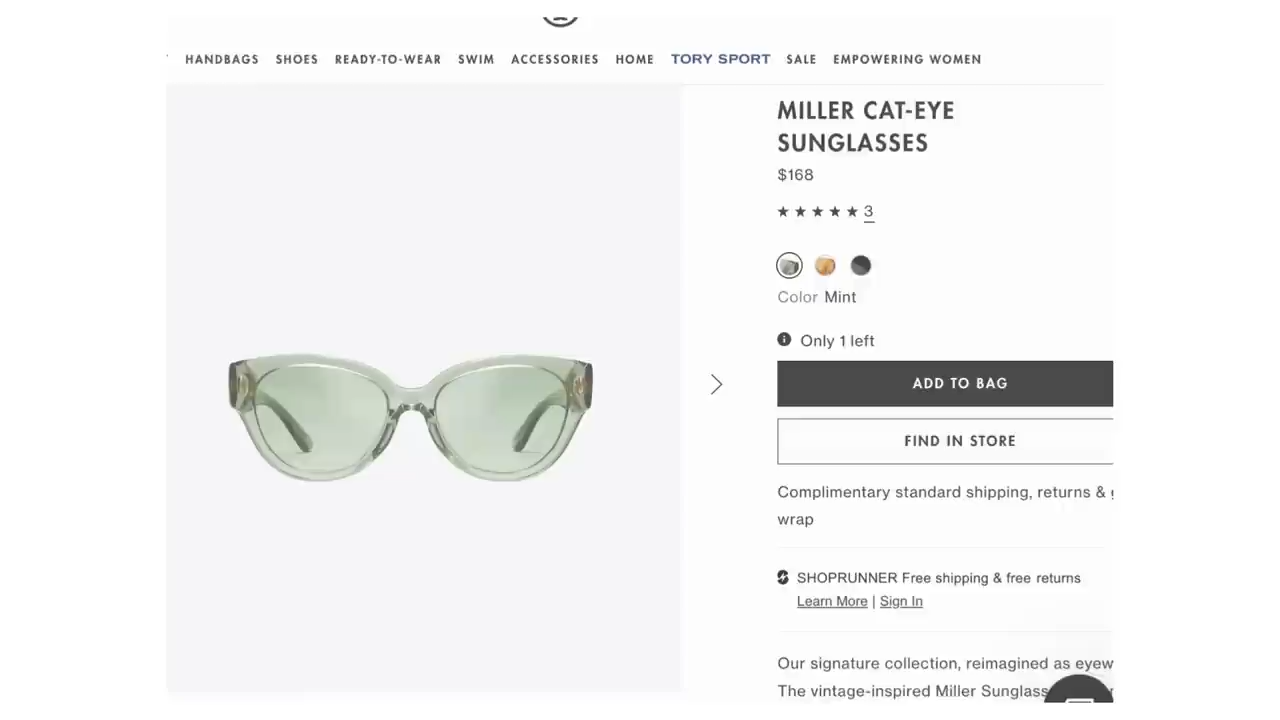 HANDBAGS SHOES READY-TO-WEAR SWIM ACCESSORIES HOME TORY SPORT SALE EMPOWERING WOMEN
MILLER CAT-EYE
SUNGLASSES
$168
3
Color Mint
Only 1 left
ADD TO BAG
FIND IN STORE
Complimentary standard shipping, returns &
wrap
SHOPRUNNER Free shipping & free returns
Learn More | Sign In
Our signature collection, reimagined as
The vintage-inspired Miller